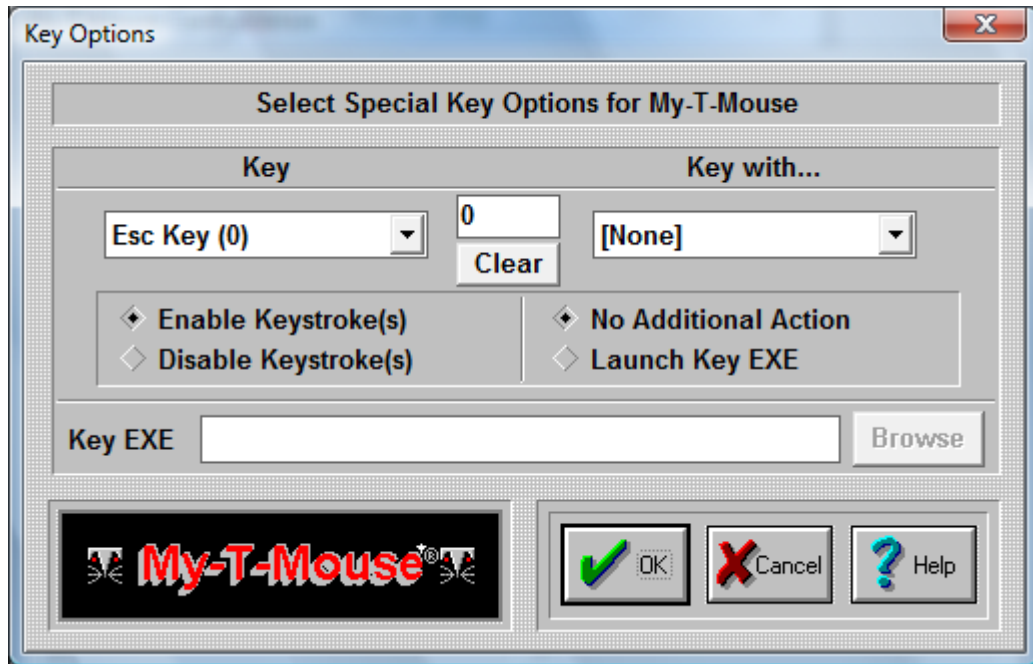 Key Options
Select Special Key Options for My-T-Mouse
Key
Key with...
Esc Key (0)
0
[None]
Clear
Enable Keystroke(s)
No Additional Action
Disable Keystroke(s)
Launch Key EXE
Key EXE
Browse
My-T-Mouse®
OK
Cancel
Help